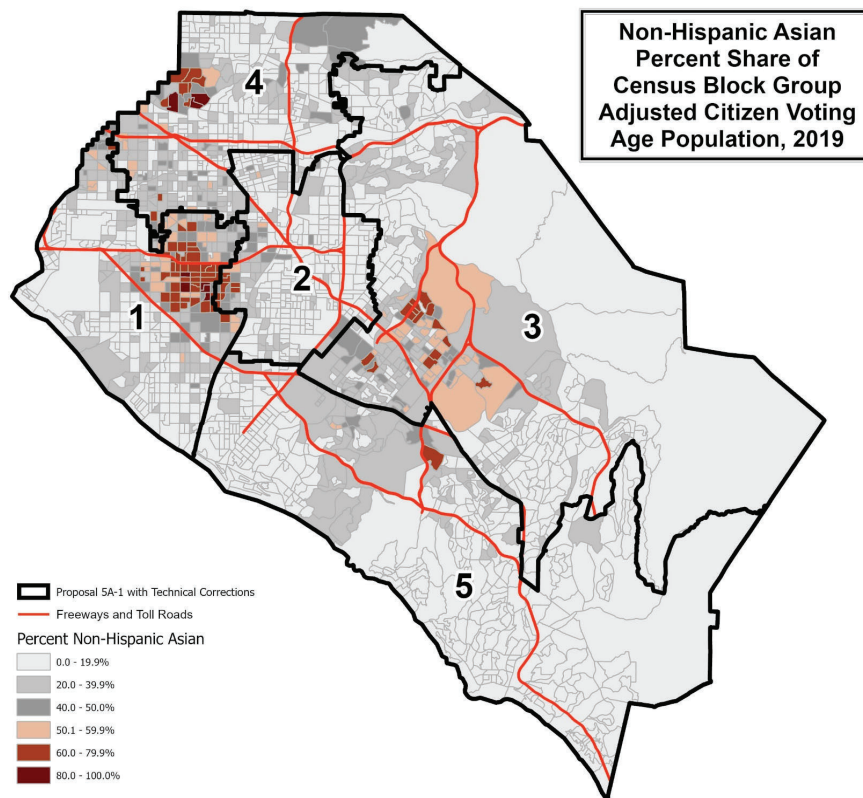 Non-Hispanic Asian
Percent Share of
Census Block Group
Adjusted Citizen Voting
Age Population, 2019
4
2
1
3
5
Proposal 5A-1 with Technical Corrections
Freeways and Toll Roads
Percent Non-Hispanic Asian
0.0 - 19.9%
20.0 - 39.9%
40.0 - 50.0%
50.1 - 59.9%
60.0 - 79.9%
80.0 - 100.0%